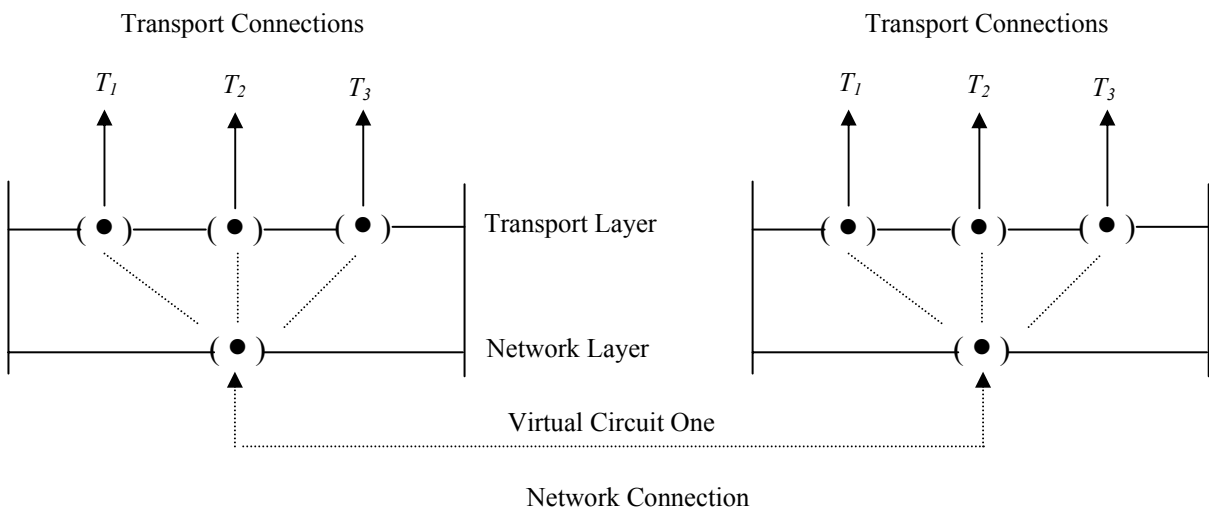 Transport Connections
Transport Connections
T1
T2
T3
T1
T2
T3
Transport Layer
Network Layer
Virtual Circuit One
Network Connection